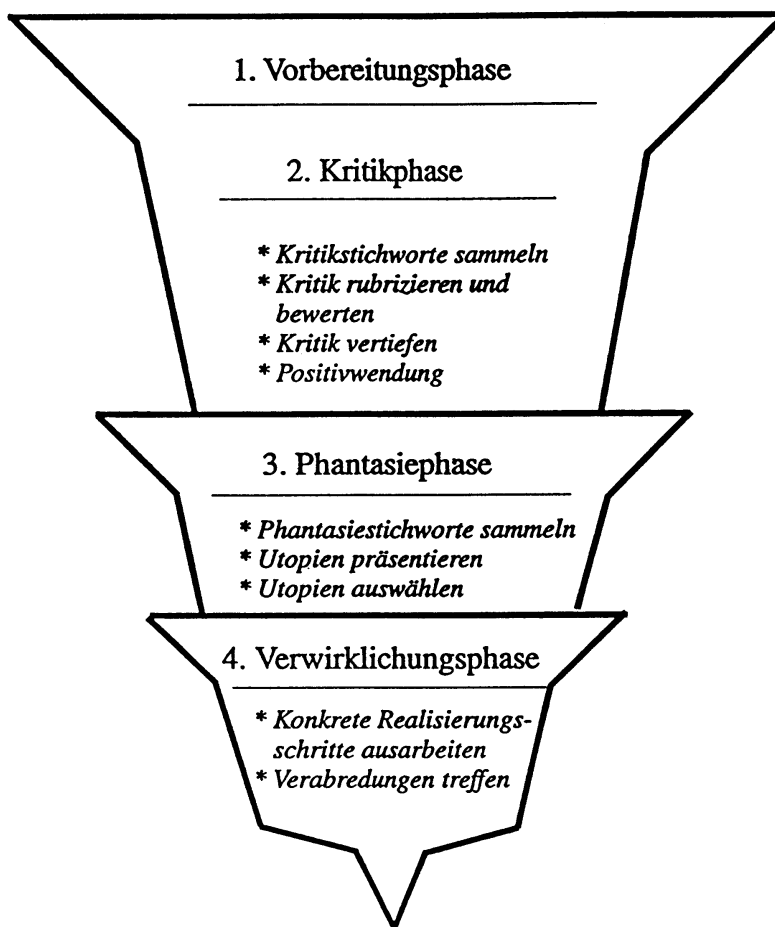 1. Vorbereitungsphase
2. Kritikphase
* Kritikstichworte sammeln
* Kritik rubrizieren und
bewerten
* Kritik vertiefen
* Positivwendung
3. Phantasiephase
* Phantasiestichworte sammeln
* Utopien präsentieren
* Utopien auswählen
4. Verwirklichungsphase
* Konkrete Realisierungs-
schritte ausarbeiten
* Verabredungen treffen